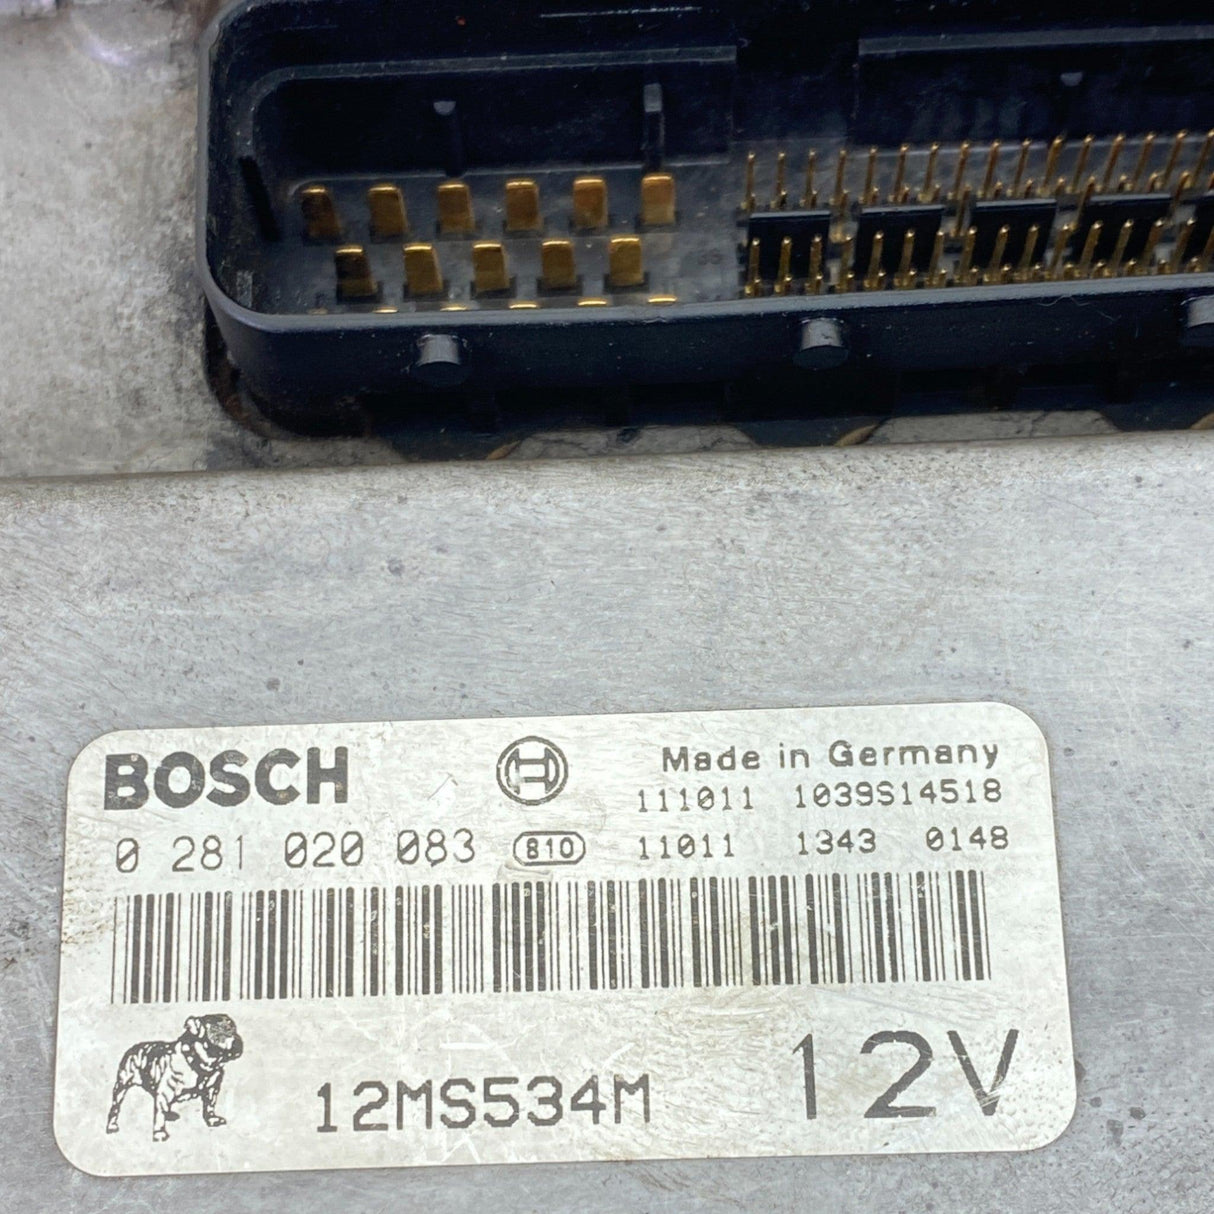 BOSCH
Made in Germany
111011 1039S14518
0 281 020 083 810 11011 1343 0148
12MS534M
12V